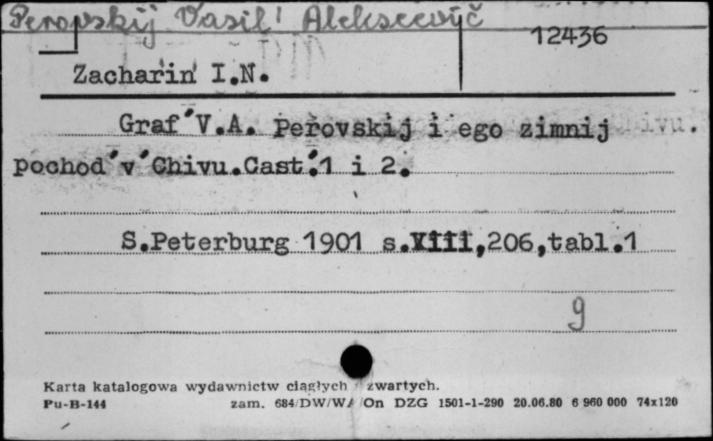 Perovskij Vasil' Alekseevič
12436
Zacharin I.N.
Graf V.A. Perovskij i ego zimnij
pochod v Chivu. Cast' 1 i 2.
S.Peterburg 1901 s.VIII,206,tabl.1
9
Karta katalogowa wydawnictw ciągłych i zwartych.
Pu-B-144 zam. 684/DW/W/ On DZG 1501-1-290 20.06.80 6 960 000 74x120